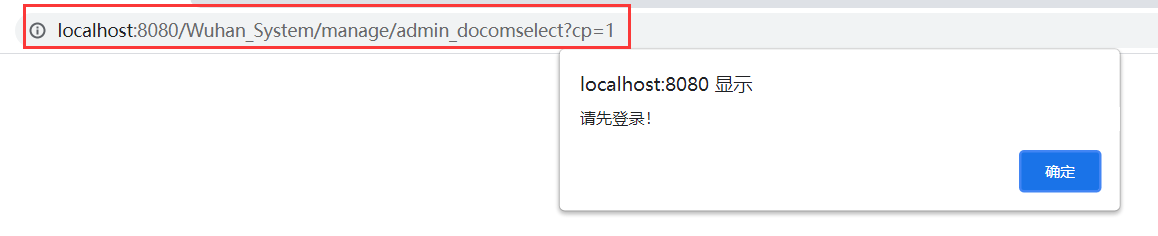 localhost:8080/Wuhan_System/manage/admin_docomselect?cp=1
localhost:8080 显示
请先登录！
确定